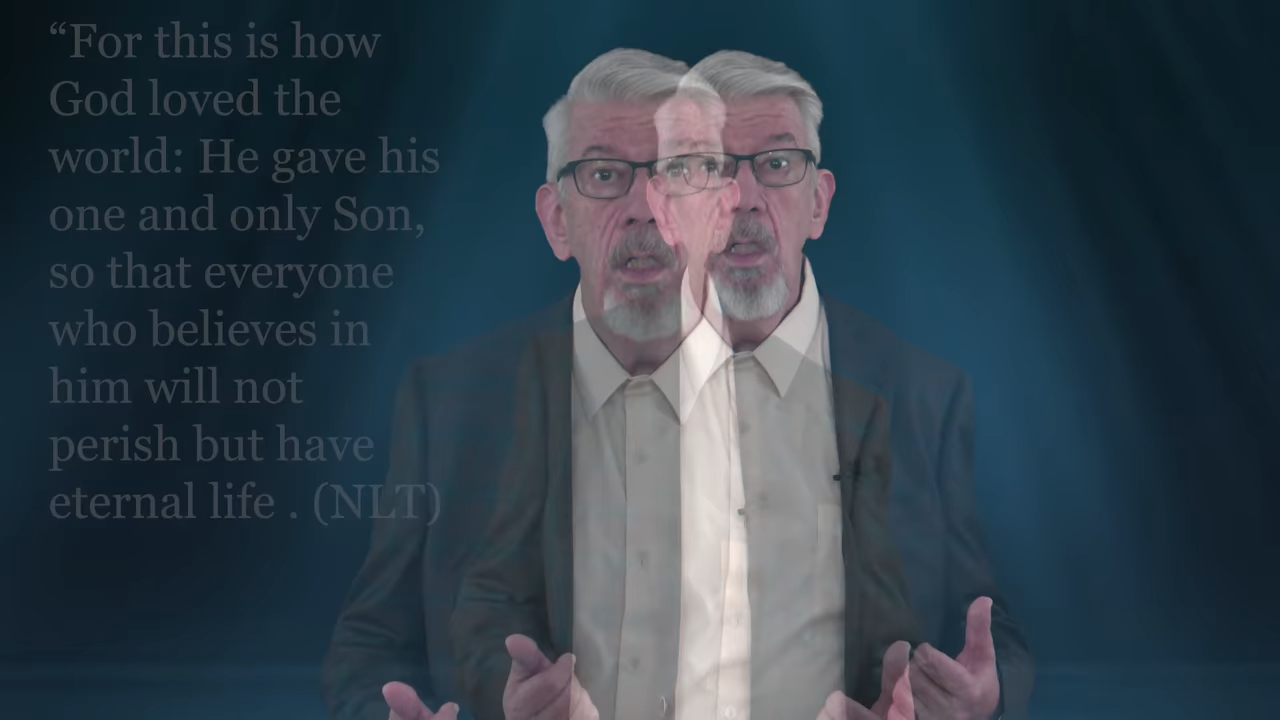 “For this is how
God loved the
world: He gave his
one and only Son,
so that everyone
who believes in
him will not
perish but have
eternal life . (NLT)